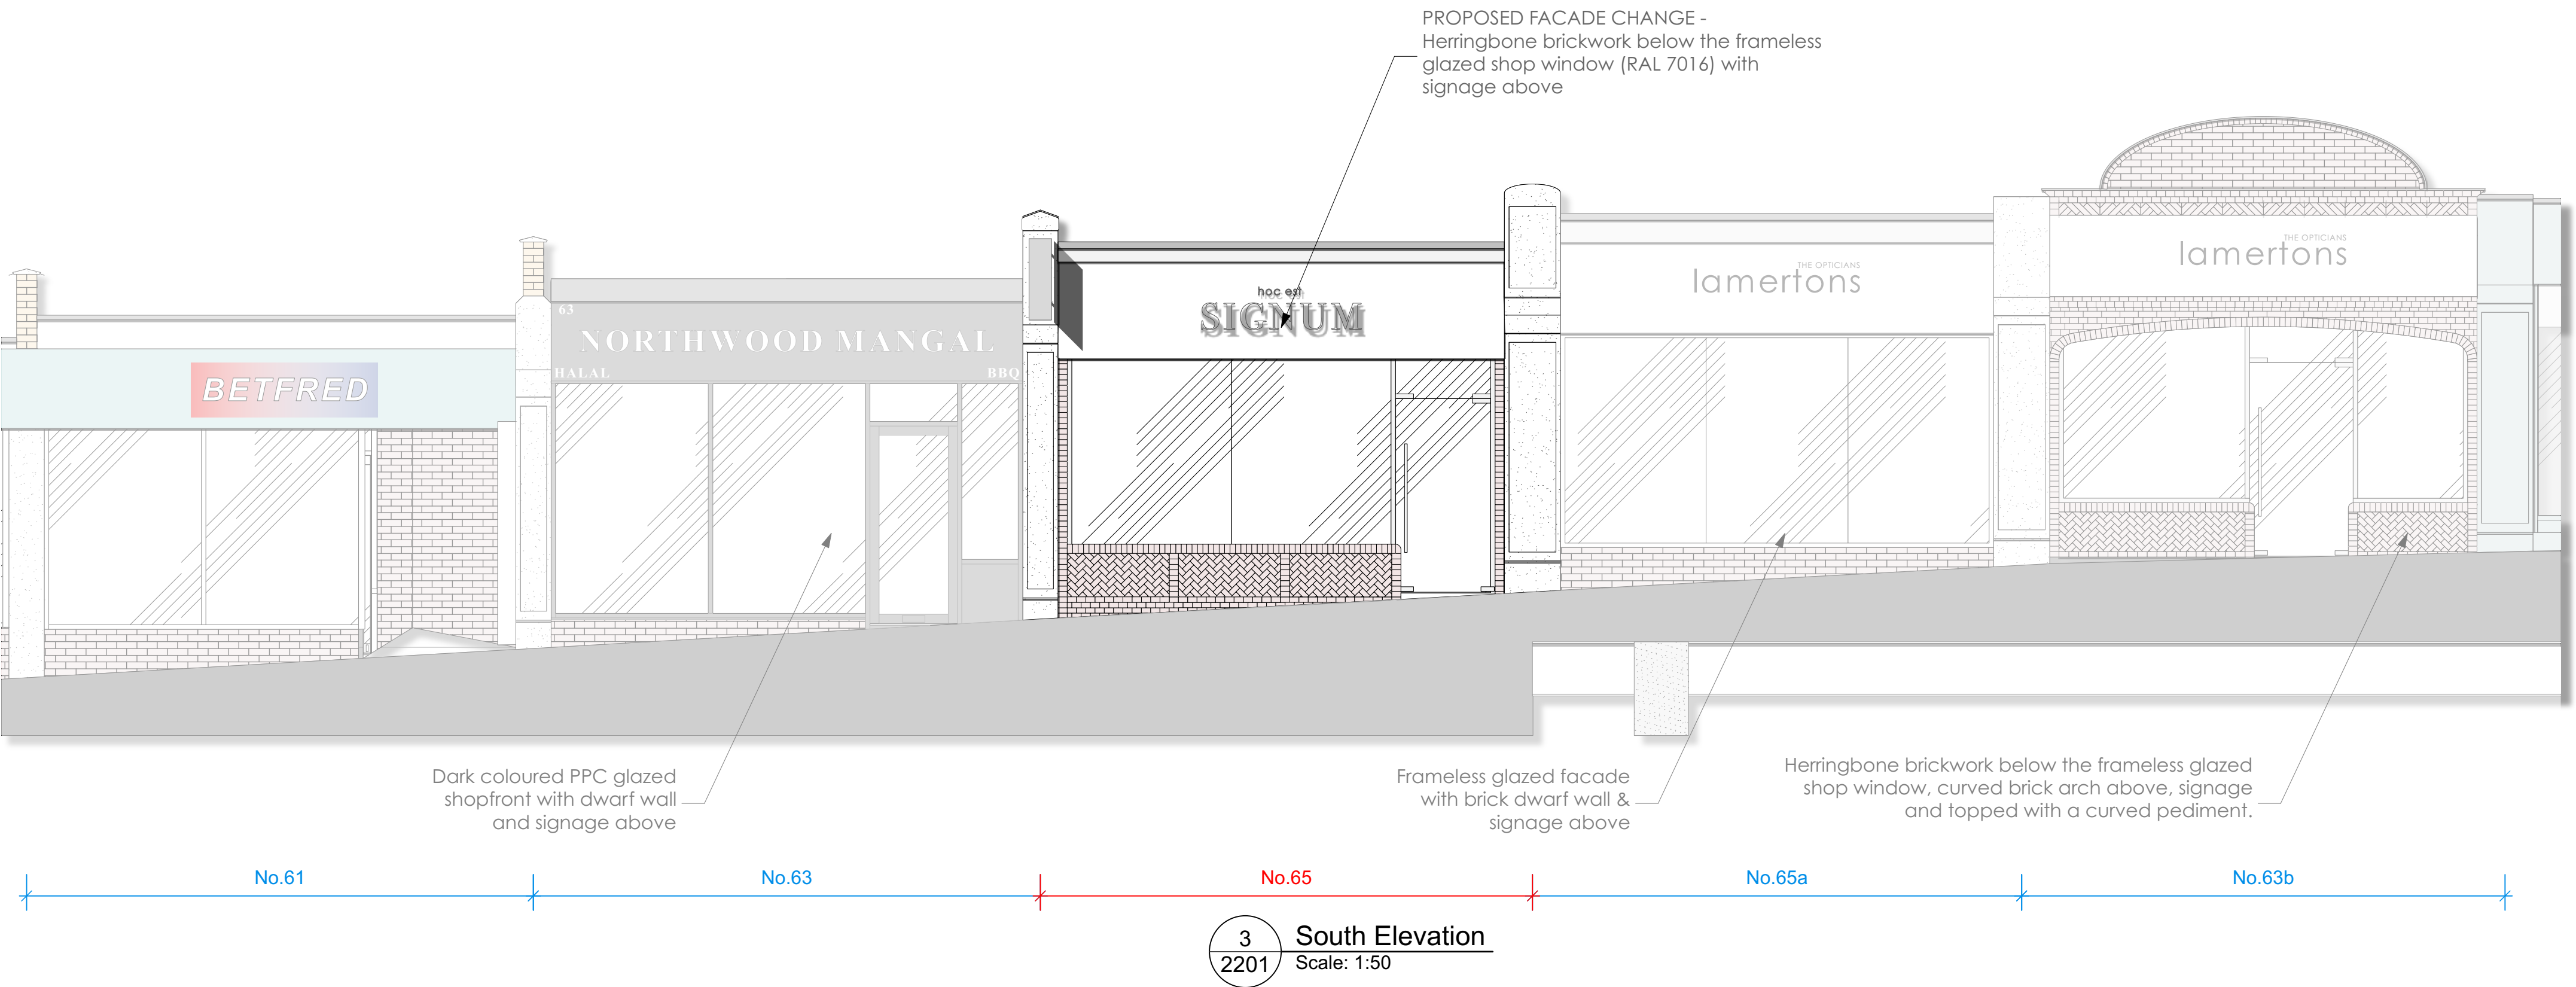 PROPOSED FACADE CHANGE -
Herringbone brickwork below the frameless
glazed shop window (RAL 7016) with
signage above
BETFRED
63
NORTHWOOD MANGAL
HALAL
BBQ
hoc est
SIGNUM
THE OPTICIANS
lamertons
THE OPTICIANS
lamertons
Dark coloured PPC glazed
shopfront with dwarf wall
and signage above
Frameless glazed facade
with brick dwarf wall &
signage above
Herringbone brickwork below the frameless glazed
shop window, curved brick arch above, signage
and topped with a curved pediment.
No.61
No.63
No.65
No.65a
No.63b
3
2201
South Elevation
Scale: 1:50